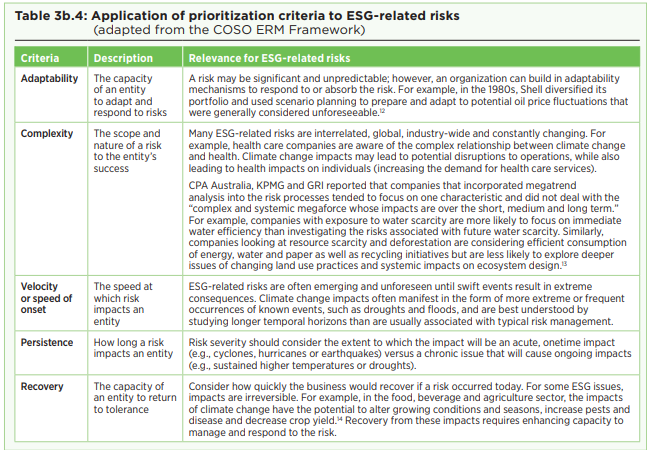 Table 3b.4: Application of prioritization criteria to ESG-related risks
(adapted from the COSO ERM Framework)
Criteria Description Relevance for ESG-related risks
Adaptability
The capacity
of an entity
to adapt and
respond to risks
A risk may be significant and unpredictable; however, an organization can build in adaptability
mechanisms to respond to or absorb the risk. For example, in the 1980s, Shell diversified its
portfolio and used scenario planning to prepare and adapt to potential oil price fluctuations that
were generally considered unforeseeable.¹²
Complexity
The scope and
nature of a risk
to the entity's
success
Many ESG-related risks are interrelated, global, industry-wide and constantly changing. For
example, health care companies are aware of the complex relationship between climate change
and health. Climate change impacts may lead to potential disruptions to operations, while also
leading to health impacts on individuals (increasing the demand for health care services).
CPA Australia, KPMG and GRI reported that companies that incorporated megatrend
analysis into the risk processes tended to focus on one characteristic and did not deal with the
"complex and systemic megaforce whose impacts are over the short, medium and long term."
For example, companies with exposure to water scarcity are more likely to focus on immediate
water efficiency than investigating the risks associated with future water scarcity. Similarly,
companies looking at resource scarcity and deforestation are considering efficient consumption
of energy, water and paper as well as recycling initiatives but are less likely to explore deeper
issues of changing land use practices and systemic impacts on ecosystem design.¹³
Velocity
or speed of
onset
The speed at
which risk
impacts an
entity
ESG-related risks are often emerging and unforeseen until swift events result in extreme
consequences. Climate change impacts often manifest in the form of more extreme or frequent
occurrences of known events, such as droughts and floods, and are best understood by
studying longer temporal horizons than are usually associated with typical risk management.
Persistence
How long a risk
impacts an entity
Risk severity should consider the extent to which the impact will be an acute, onetime impact
(e.g., cyclones, hurricanes or earthquakes) versus a chronic issue that will cause ongoing impacts
(e.g., sustained higher temperatures or droughts).
Recovery
The capacity of
an entity to return
to tolerance
Consider how quickly the business would recover if a risk occurred today. For some ESG issues,
impacts are irreversible. For example, in the food, beverage and agriculture sector, the impacts
of climate change have the potential to alter growing conditions and seasons, increase pests and
disease and decrease crop yield.¹⁴ Recovery from these impacts requires enhancing capacity to
manage and respond to the risk.